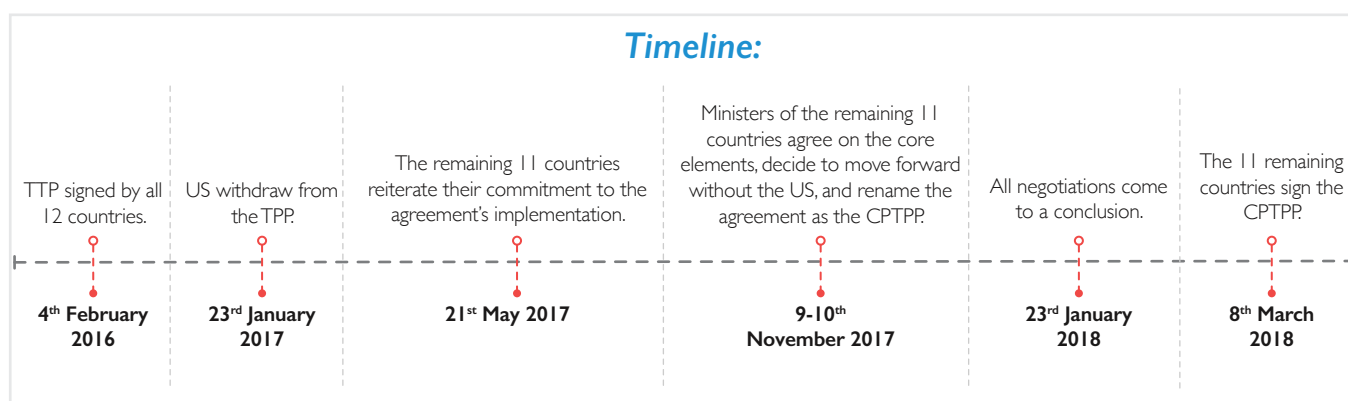 Timeline:
TTP signed by all
12 countries.
US withdraw from
the TPP.
The remaining 11 countries
reiterate their commitment to the
agreement's implementation.
Ministers of the remaining 11
countries agree on the core
elements, decide to move forward
without the US, and rename the
agreement as the CPTPP.
All negotiations come
to a conclusion.
The 11 remaining
countries sign the
CPTPP.
4th February
2016
23rd January
2017
21st May 2017
9-10th
November 2017
23rd January
2018
8th March
2018